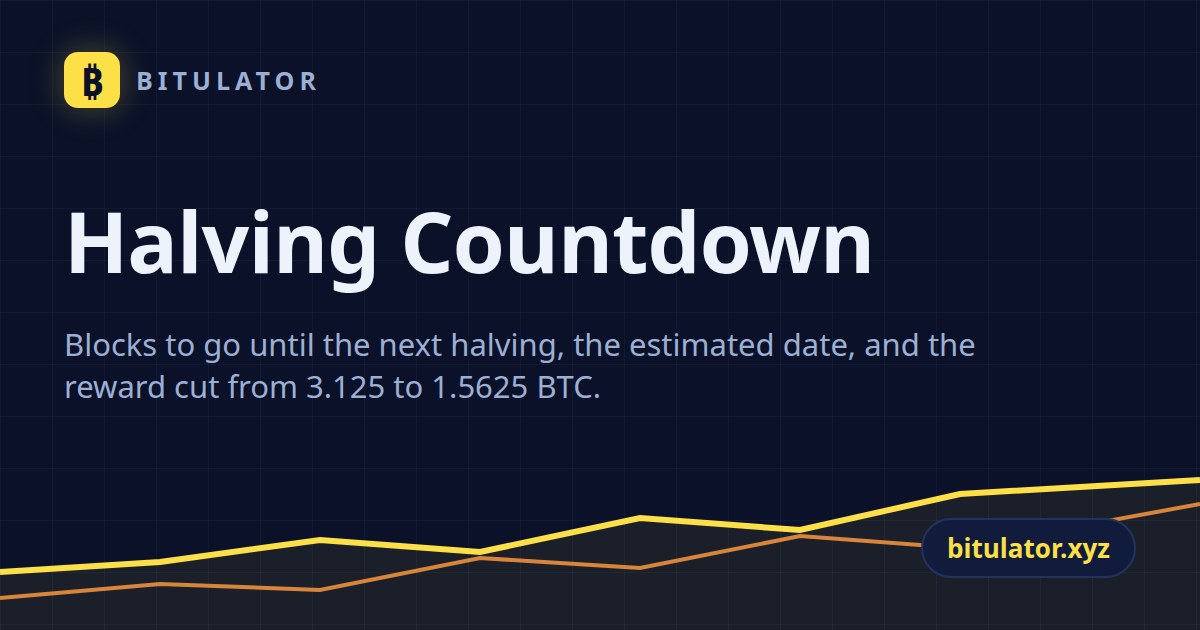 ₿ BITULATOR
Halving Countdown
Blocks to go until the next halving, the estimated date, and the
reward cut from 3.125 to 1.5625 BTC.
bitulator.xyz